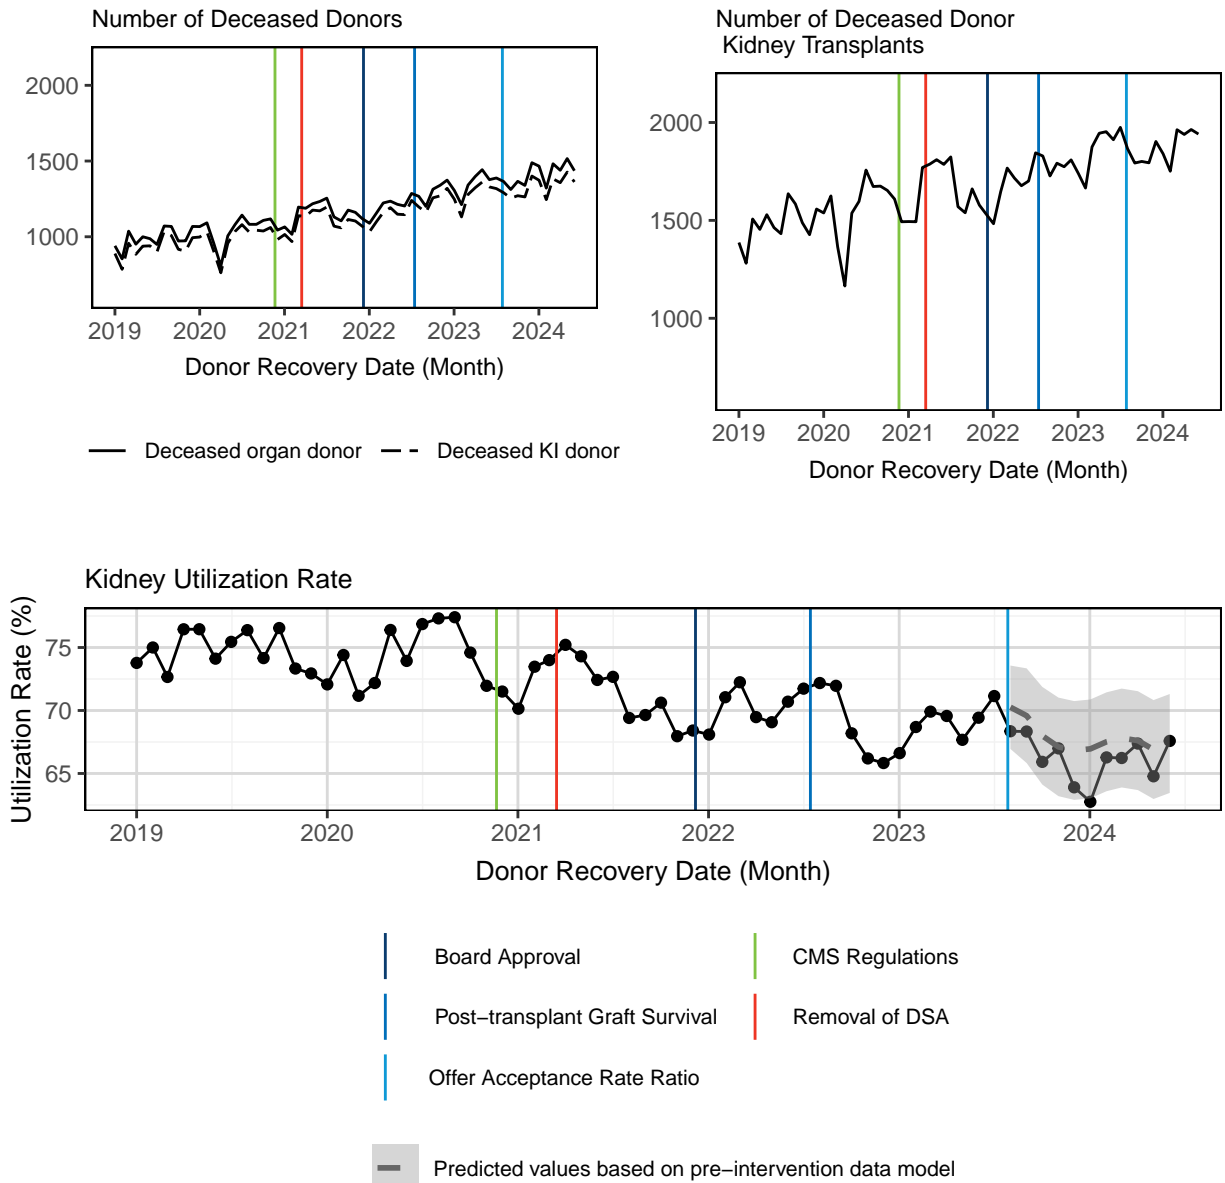 Number of Deceased Donors
2000
1500
1000
2019 2020 2021 2022 2023 2024
Donor Recovery Date (Month)
Deceased organ donor Deceased KI donor
Number of Deceased Donor
Kidney Transplants
2000
1500
1000
2019 2020 2021 2022 2023 2024
Donor Recovery Date (Month)
Kidney Utilization Rate
Utilization Rate (%)
75
70
65
2019 2020 2021 2022 2023 2024
Donor Recovery Date (Month)
Board Approval CMS Regulations
Post−transplant Graft Survival Removal of DSA
Offer Acceptance Rate Ratio
Predicted values based on pre−intervention data model